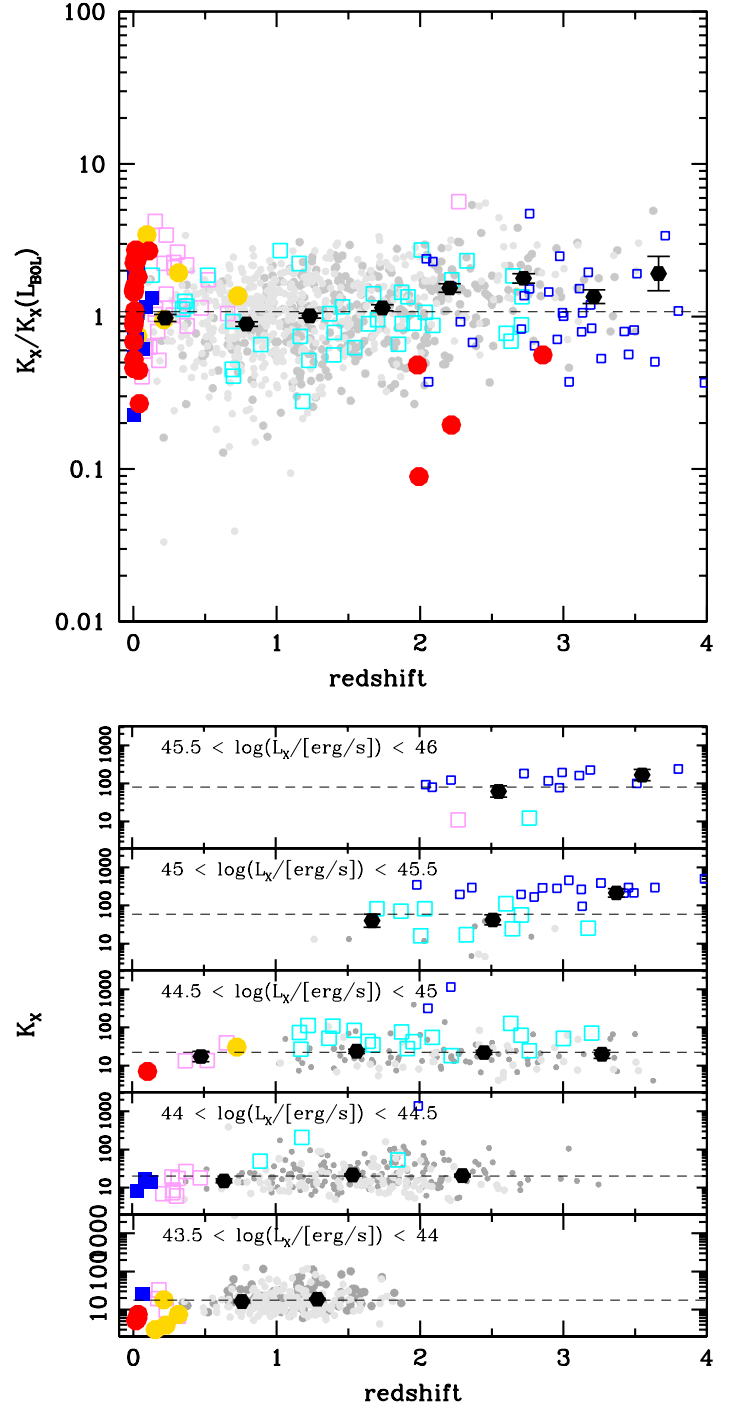 100
10
1
0.1
0.01
K_X/K_X(L_BOL)
0 1 2 3 4
redshift
45.5 < log(L_X/[erg/s]) < 46
1000
100
10
45 < log(L_X/[erg/s]) < 45.5
1000
100
10
44.5 < log(L_X/[erg/s]) < 45
1000
100
10
K_X
44 < log(L_X/[erg/s]) < 44.5
1000
100
10
43.5 < log(L_X/[erg/s]) < 44
1000
100
10
0 1 2 3 4
redshift